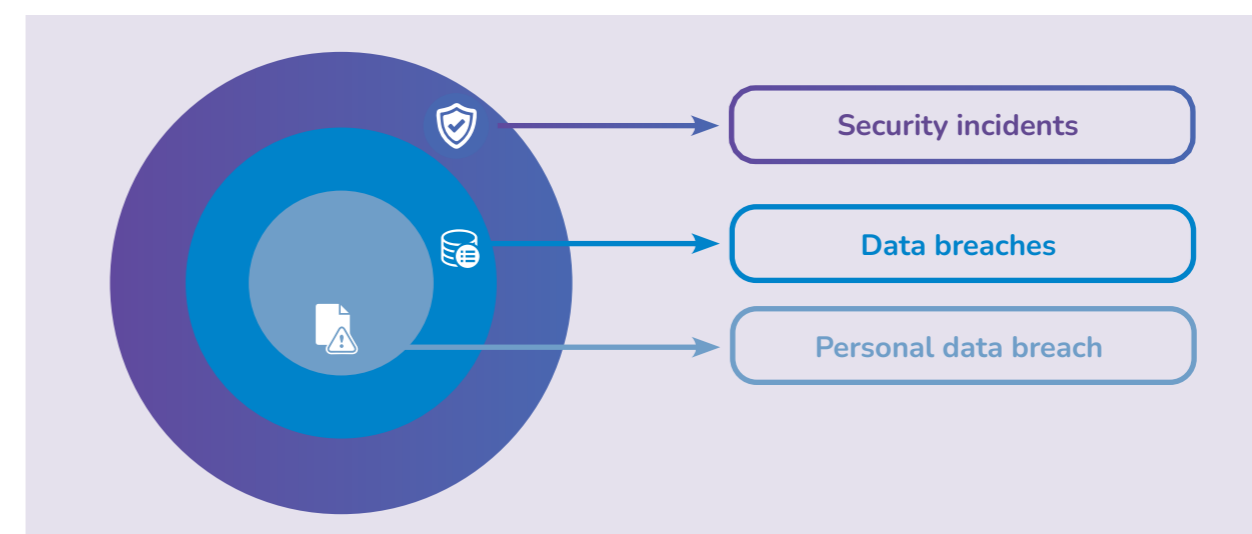 Security incidents
Data breaches
Personal data breach